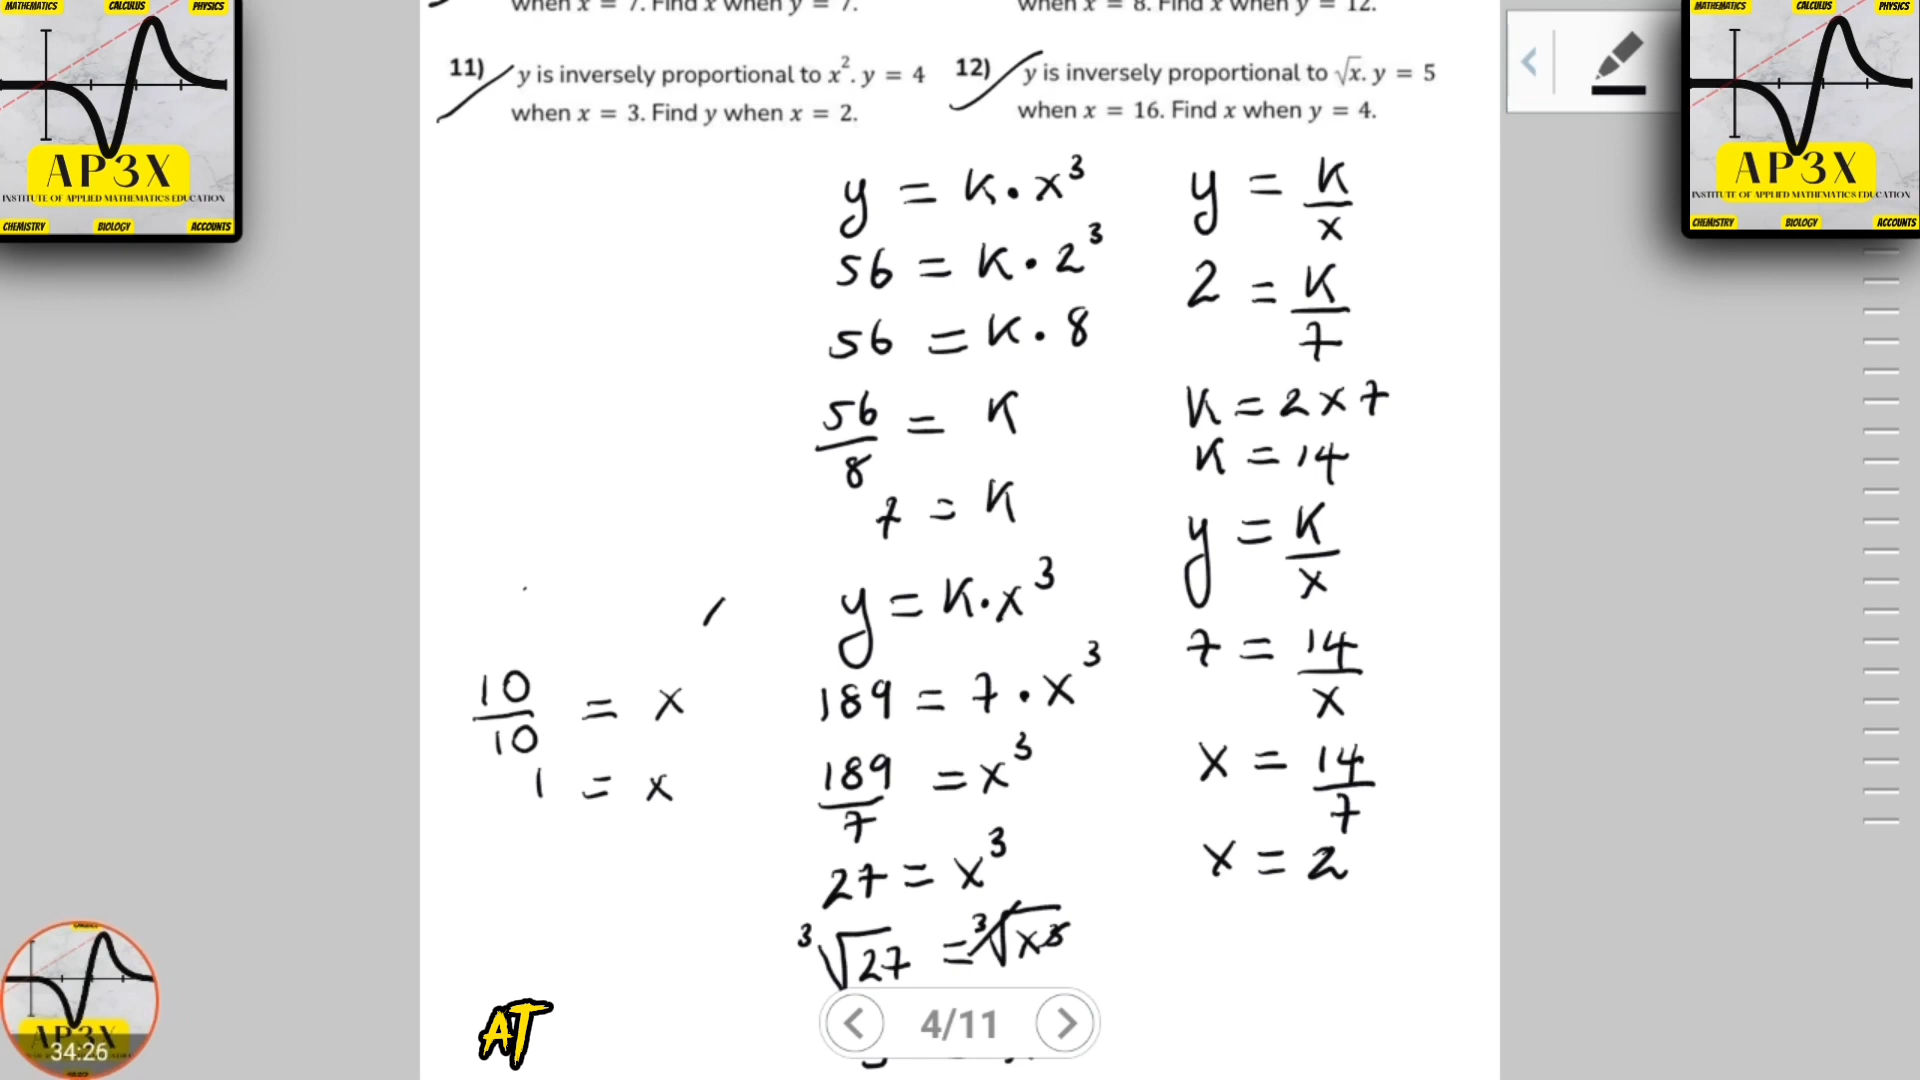 MATHEMATICS CALCULUS PHYSICS
AP3X
INSTITUTE OF APPLIED MATHEMATICS EDUCATION
CHEMISTRY BIOLOGY ACCOUNTS
when x = 7. Find x when y = 7.
when x = 8. Find x when y = 12.
11) y is inversely proportional to x². y = 4
when x = 3. Find y when x = 2.
12) y is inversely proportional to √x. y = 5
when x = 16. Find x when y = 4.
MATHEMATICS CALCULUS PHYSICS
AP3X
INSTITUTE OF APPLIED MATHEMATICS EDUCATION
CHEMISTRY BIOLOGY ACCOUNTS
10/10 = x
1 = x
y = K·x³
56 = K·2³
56 = K·8
56/8 = K
7 = K
y = K·x³
189 = 7·x³
189/7 = x³
27 = x³
³√27 = ³√x³
y = K/x
2 = K/7
K = 2 x 7
K = 14
y = K/x
7 = 14/x
x = 14/7
x = 2
AP3X
34:26
AT
4/11